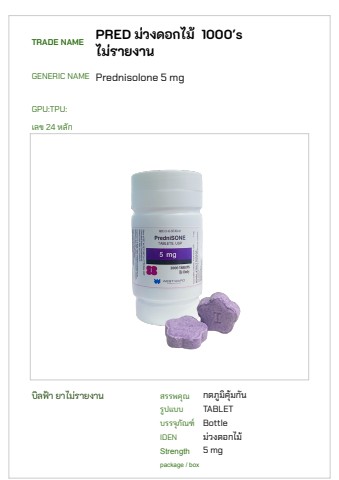 TRADE NAME PRED ม่วงดอกไม้ 1000's
ไม่รายงาน
GENERIC NAME Prednisolone 5 mg
GPU:TPU:
เลข 24 หลัก
PredniSONE
TABLETS, USP
5 mg
บิลฟ้า ยาไม่รายงาน
สรรพคุณ กดภูมิคุ้มกัน
รูปแบบ TABLET
บรรจุภัณฑ์ Bottle
IDEN ม่วงดอกไม้
Strength 5 mg
package / box